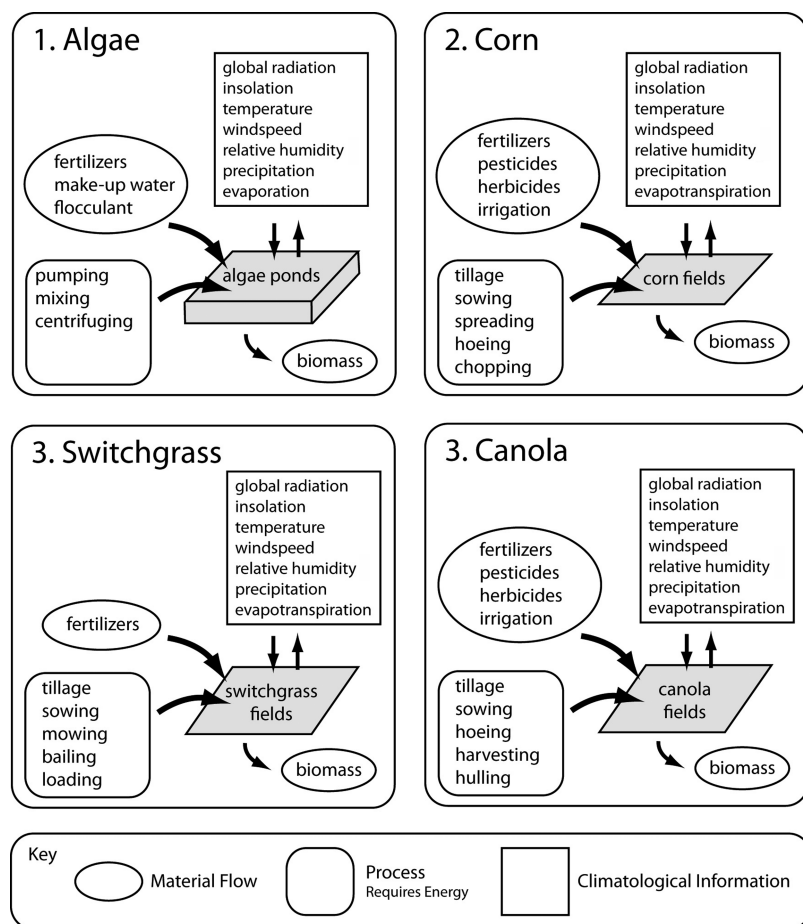 1. Algae
global radiation
insolation
temperature
windspeed
relative humidity
precipitation
evaporation
fertilizers
make-up water
flocculant
pumping
mixing
centrifuging
algae ponds
biomass
2. Corn
global radiation
insolation
temperature
windspeed
relative humidity
precipitation
evapotranspiration
fertilizers
pesticides
herbicides
irrigation
tillage
sowing
spreading
hoeing
chopping
corn fields
biomass
3. Switchgrass
global radiation
insolation
temperature
windspeed
relative humidity
precipitation
evapotranspiration
fertilizers
tillage
sowing
mowing
bailing
loading
switchgrass
fields
biomass
3. Canola
global radiation
insolation
temperature
windspeed
relative humidity
precipitation
evapotranspiration
fertilizers
pesticides
herbicides
irrigation
tillage
sowing
hoeing
harvesting
hulling
canola
fields
biomass
Key
Material Flow
Process
Requires Energy
Climatological Information